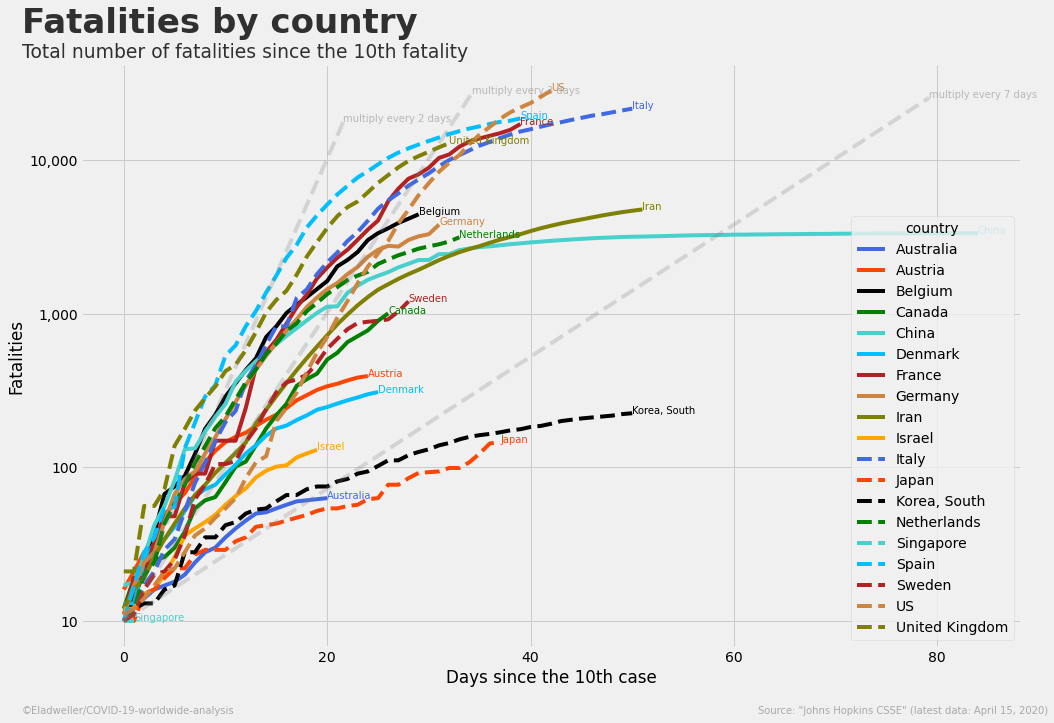 Fatalities by country
Total number of fatalities since the 10th fatality
Fatalities
10,000
1,000
100
10
0
20
40
60
80
Days since the 10th case
multiply every 2 days
multiply every 3 days
multiply every 7 days
US
Italy
Spain
France
United Kingdom
Iran
Belgium
Germany
Netherlands
China
Sweden
Canada
Austria
Denmark
Korea, South
Israel
Japan
Australia
Singapore
country
Australia
Austria
Belgium
Canada
China
Denmark
France
Germany
Iran
Israel
Italy
Japan
Korea, South
Netherlands
Singapore
Spain
Sweden
US
United Kingdom
©Eladweller/COVID-19-worldwide-analysis
Source: "Johns Hopkins CSSE" (latest data: April 15, 2020)